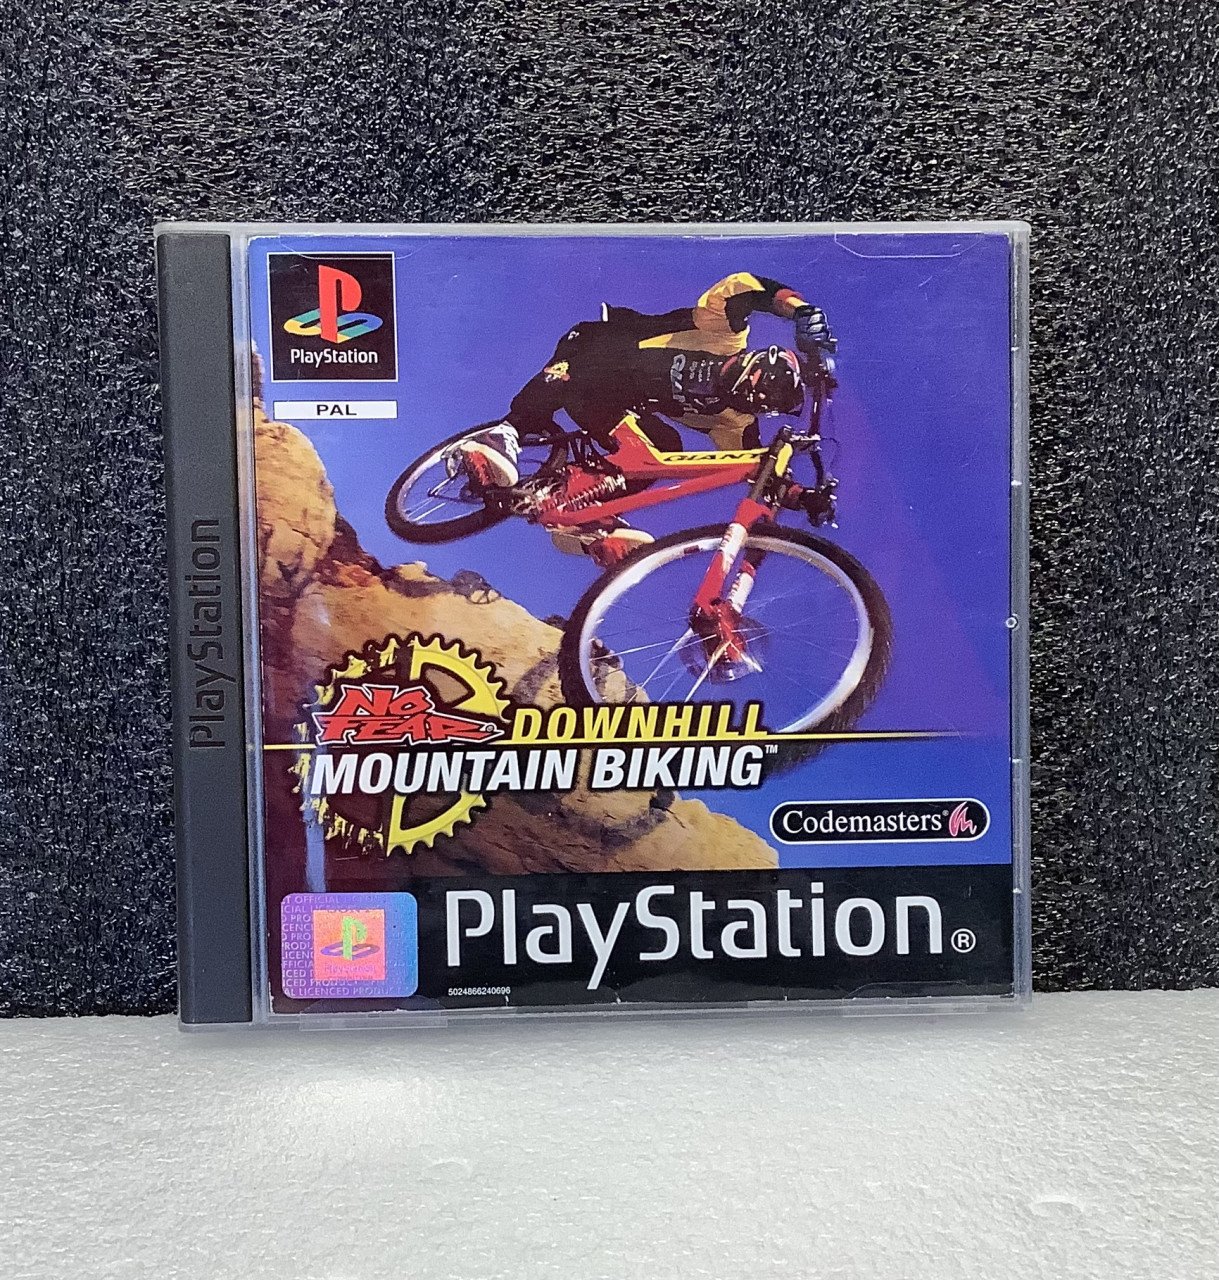 PlayStation
PlayStation
PAL
GIANT
NO
FEAR®
DOWNHILL
MOUNTAIN BIKING™
Codemasters®
PlayStation®
5024866240696